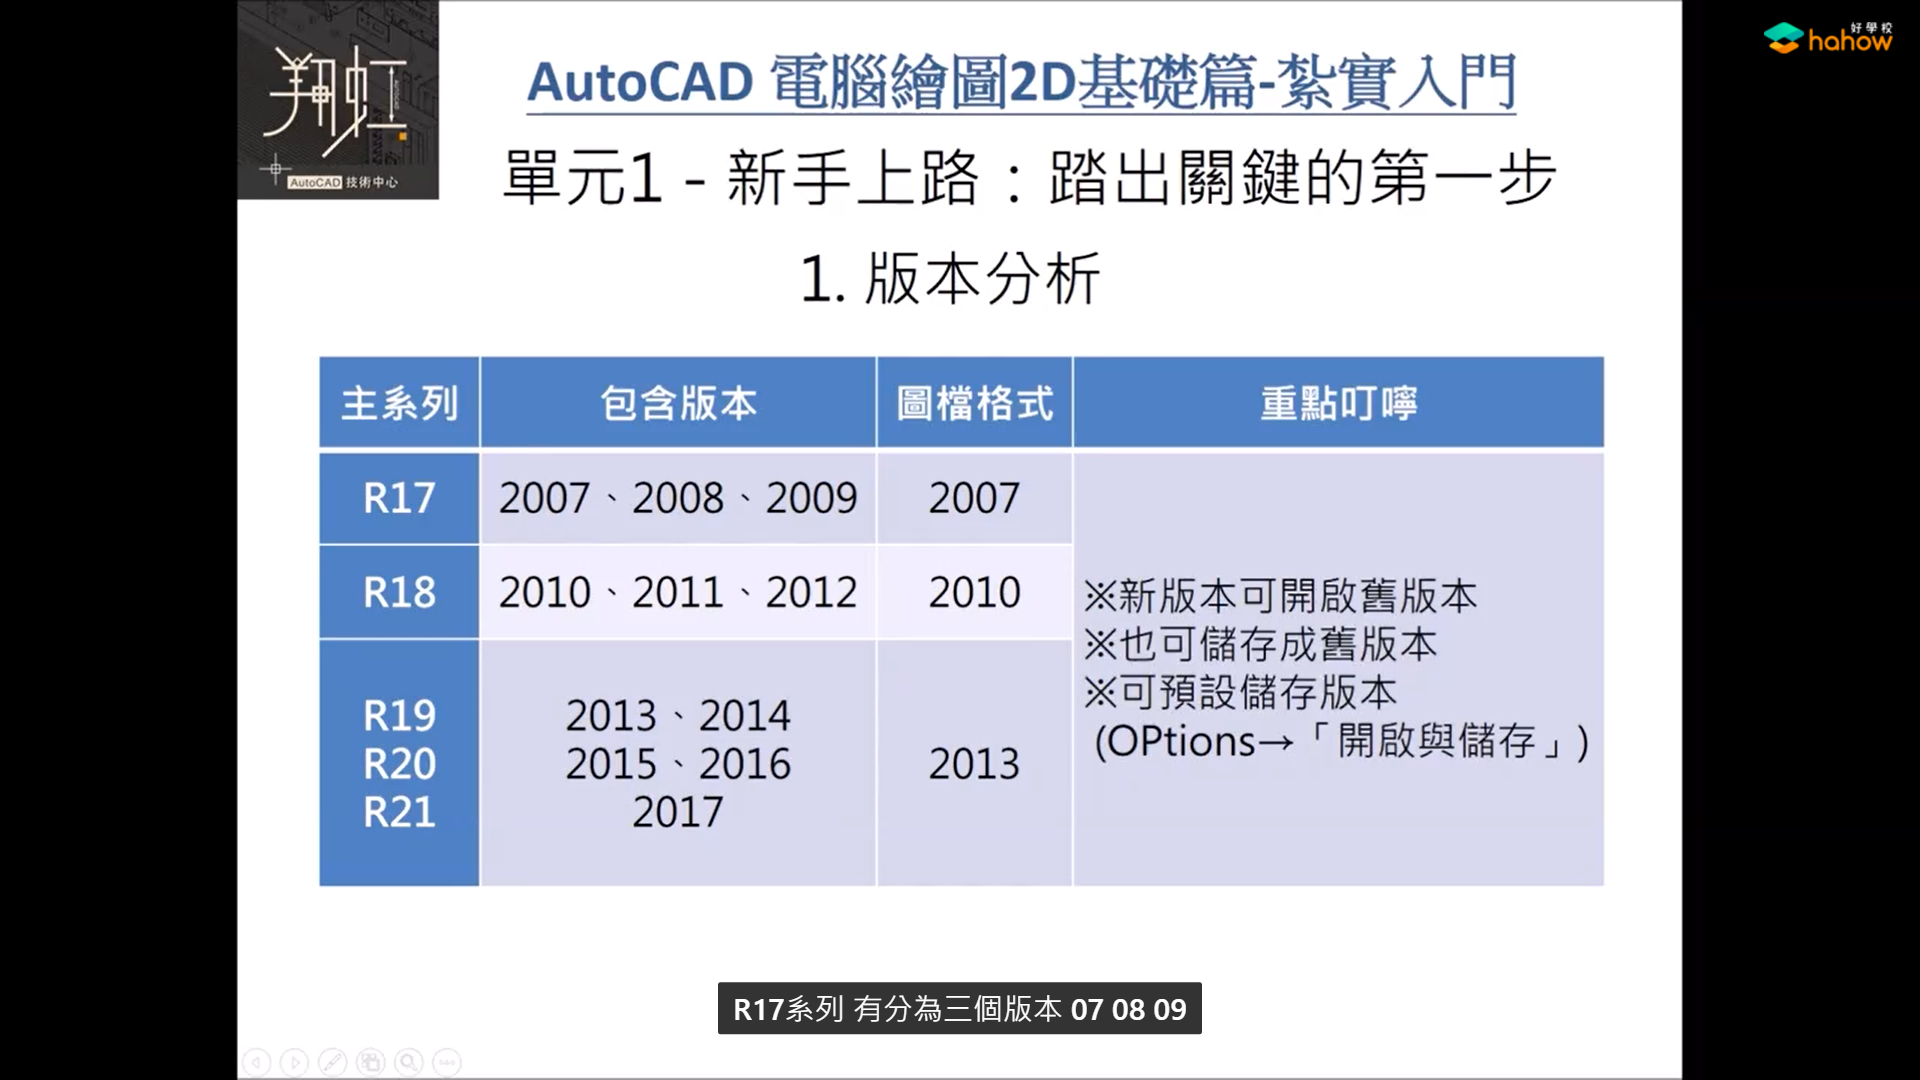 好學校
hahow
翔虹
AUTOCAD
AutoCAD 技術中心
AutoCAD 電腦繪圖2D基礎篇-紮實入門
單元1 - 新手上路：踏出關鍵的第一步
1. 版本分析
主系列 包含版本 圖檔格式 重點叮嚀
R17 2007、2008、2009 2007
R18 2010、2011、2012 2010
R19 2013、2014
R20 2015、2016 2013
R21 2017
※新版本可開啟舊版本
※也可儲存成舊版本
※可預設儲存版本
(OPtions→「開啟與儲存」)
R17系列 有分為三個版本 07 08 09